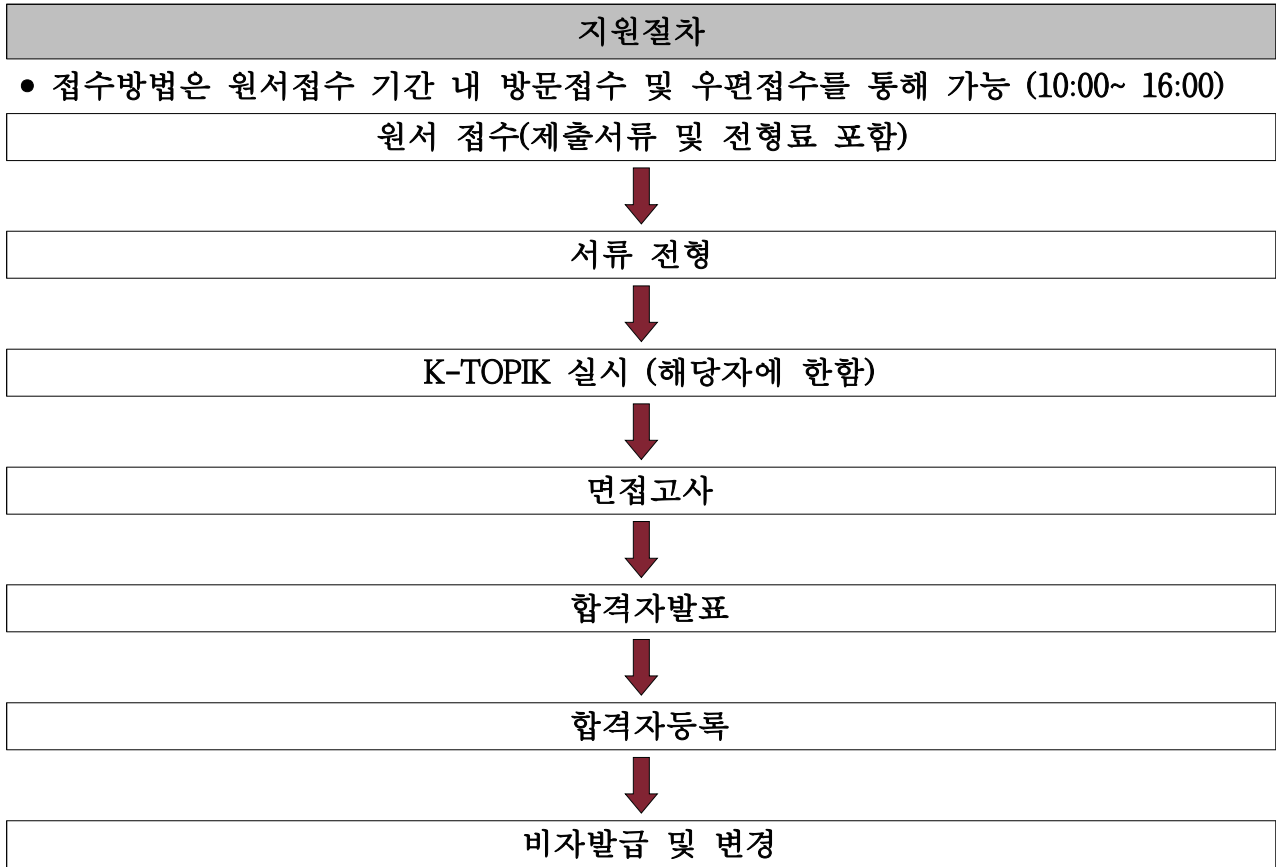 지원절차
• 접수방법은 원서접수 기간 내 방문접수 및 우편접수를 통해 가능 (10:00~ 16:00)
원서 접수(제출서류 및 전형료 포함)
서류 전형
K-TOPIK 실시 (해당자에 한함)
면접고사
합격자발표
합격자등록
비자발급 및 변경